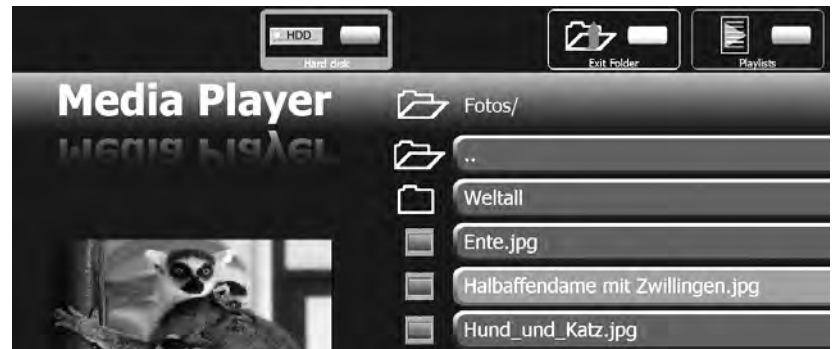 HDD
Hard disk
Exit Folder
Playlists
Media Player
Fotos/
..
Weltall
Ente.jpg
Halbaffendame mit Zwillingen.jpg
Hund_und_Katz.jpg